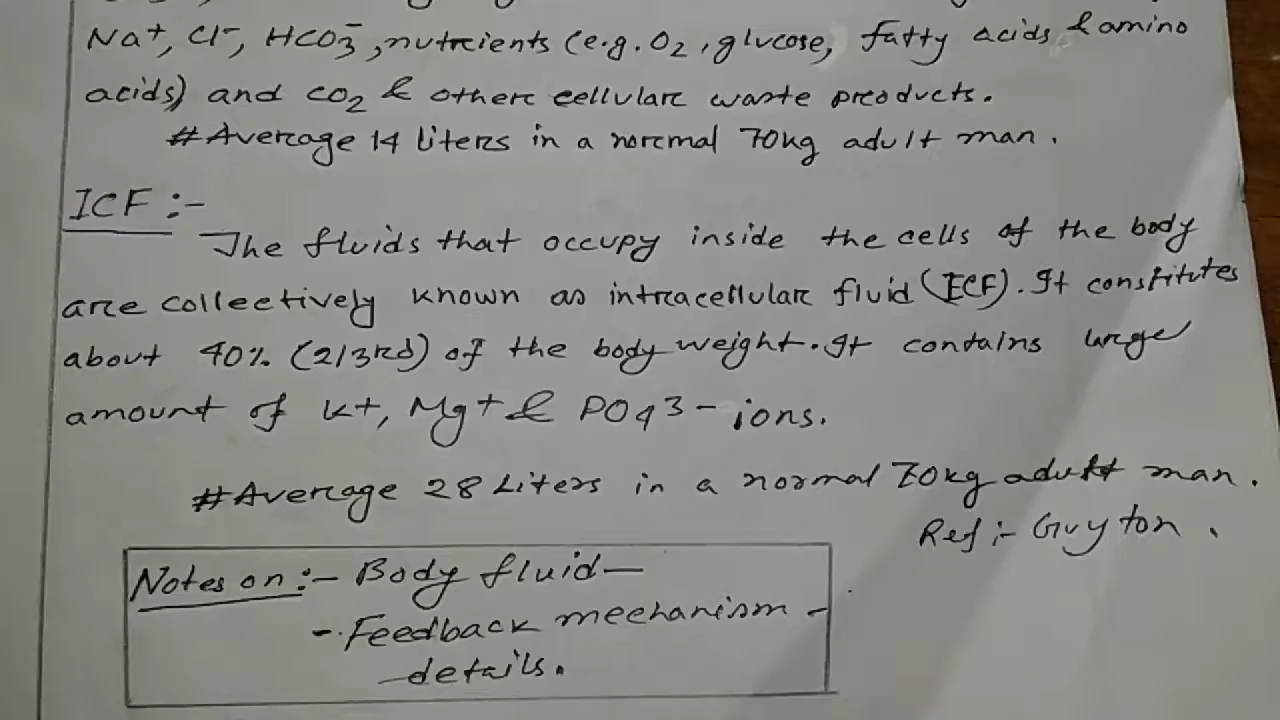 Na+, Cl-, HCO3-, nutrients (e.g. O2, glucose, fatty acids & amino
acids) and CO2 & other cellular waste products.
#Average 14 liters in a normal 70kg adult man.
ICF :-
The fluids that occupy inside the cells of the body
are collectively known as intracellular fluid (ICF). It constitutes
about 40% (2/3rd) of the body weight. It contains large
amount of K+, Mg+ & PO4 3- ions.
#Average 28 Liters in a normal 70kg adult man.
Ref :- Guyton.
Notes on :- Body fluid—
-. Feedback mechanism -
-details.